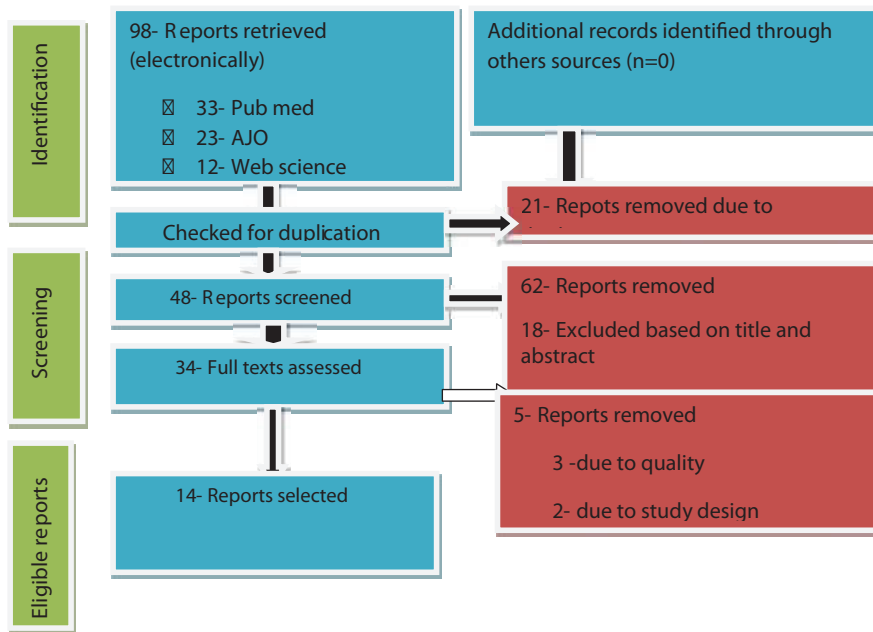 Identification
98- Reports retrieved
(electronically)
33- Pub med
23- AJO
12- Web science
Additional records identified through
others sources (n=0)
Checked for duplication
21- Repots removed due to
Screening
48- Reports screened
62- Reports removed
18- Excluded based on title and
abstract
34- Full texts assessed
5- Reports removed
3 -due to quality
2- due to study design
Eligible reports
14- Reports selected